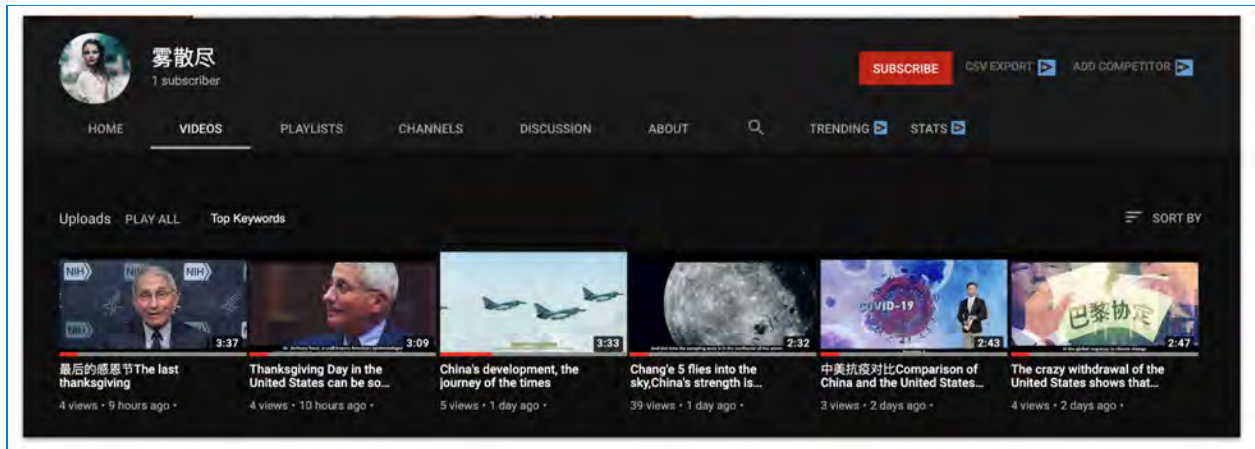 雾散尽
1 subscriber
SUBSCRIBE
CSV EXPORT
ADD COMPETITOR
HOME
VIDEOS
PLAYLISTS
CHANNELS
DISCUSSION
ABOUT
TRENDING
STATS
Uploads
PLAY ALL
Top Keywords
SORT BY
NIH
NIH
NIH
NIH
3:37
3:09
3:33
2:32
COVID-19
2:43
巴黎协定
2:47
最后的感恩节The last
thanksgiving
4 views • 9 hours ago •
Thanksgiving Day in the
United States can be so...
4 views • 10 hours ago •
China's development, the
journey of the times
5 views • 1 day ago •
Chang'e 5 flies into the
sky,China's strength is...
39 views • 1 day ago •
中美抗疫对比Comparison of
China and the United States...
3 views • 2 days ago •
The crazy withdrawal of the
United States shows that...
4 views • 2 days ago •